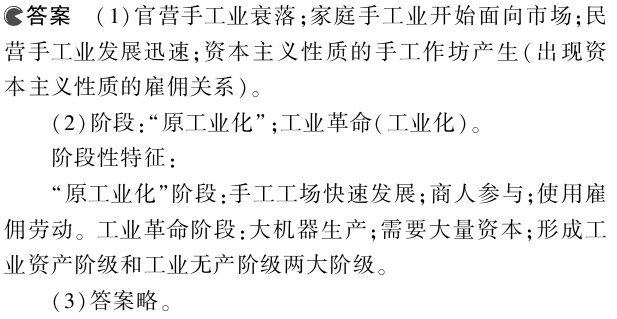 答案 (1)官营手工业衰落;家庭手工业开始面向市场;民
营手工业发展迅速;资本主义性质的手工作坊产生(出现资
本主义性质的雇佣关系)。
(2)阶段:“原工业化”;工业革命(工业化)。
阶段性特征:
“原工业化”阶段:手工工场快速发展;商人参与;使用雇
佣劳动。工业革命阶段:大机器生产;需要大量资本;形成工
业资产阶级和工业无产阶级两大阶级。
(3)答案略。